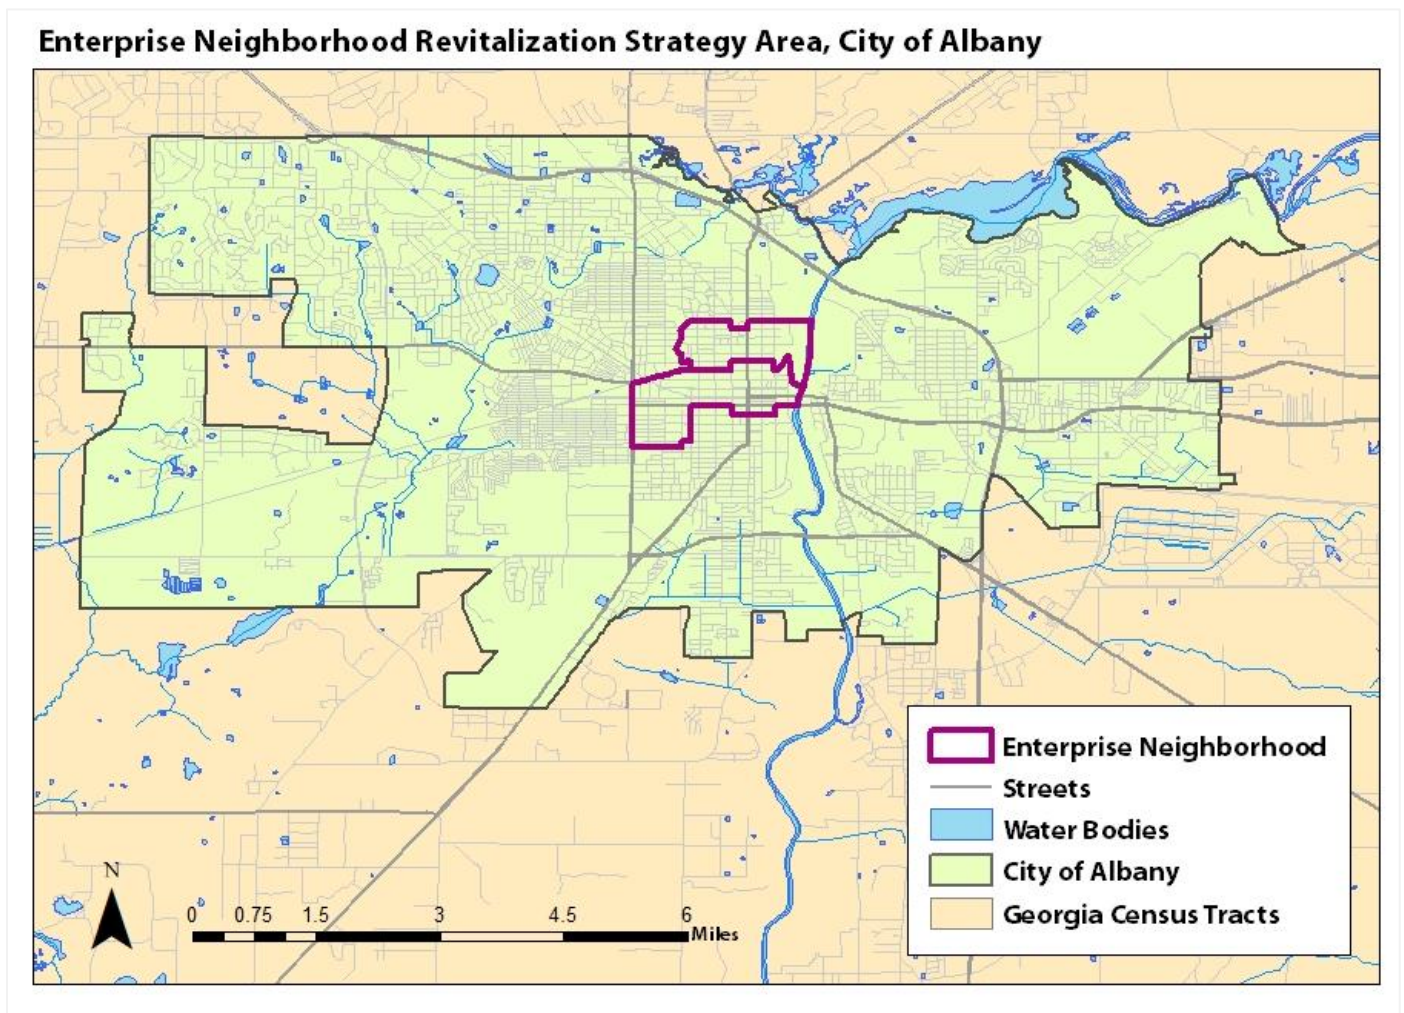 Enterprise Neighborhood Revitalization Strategy Area, City of Albany
Enterprise Neighborhood
Streets
Water Bodies
City of Albany
Georgia Census Tracts
N
0 0.75 1.5 3 4.5 6
Miles